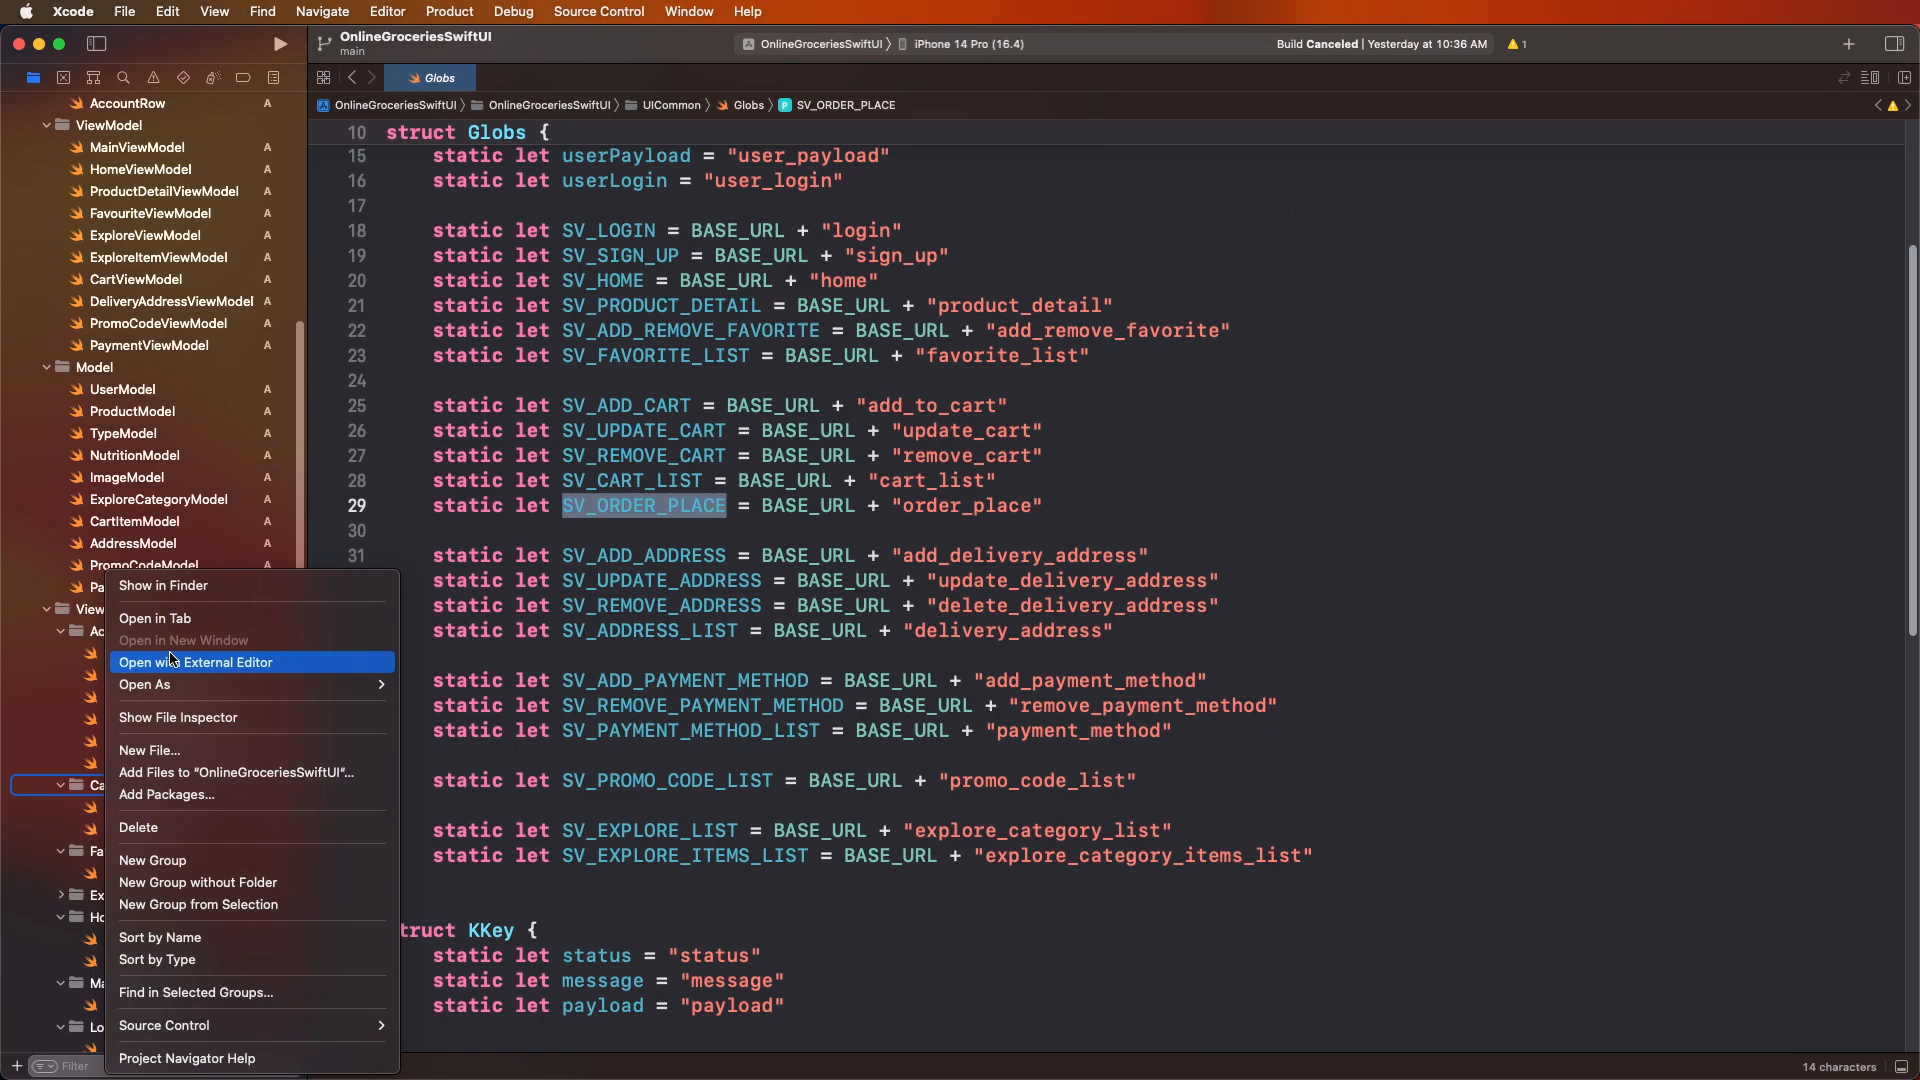 Xcode File Edit View Find Navigate Editor Product Debug Source Control Window Help
OnlineGroceriesSwiftUI
main
OnlineGroceriesSwiftUI 〉 iPhone 14 Pro (16.4)
Build Canceled | Yesterday at 10:36 AM
1
Globs
OnlineGroceriesSwiftUI 〉 OnlineGroceriesSwiftUI 〉 UICommon 〉 Globs 〉 P SV_ORDER_PLACE
AccountRow A
ViewModel
MainViewModel A
HomeViewModel A
ProductDetailViewModel A
FavouriteViewModel A
ExploreViewModel A
ExploreItemViewModel A
CartViewModel A
DeliveryAddressViewModel A
PromoCodeViewModel A
PaymentViewModel A
Model
UserModel A
ProductModel A
TypeModel A
NutritionModel A
ImageModel A
ExploreCategoryModel A
CartItemModel A
AddressModel A
PromoCodeModel A
Pa
View
Ac
Ca
Fa
Ex
Ho
Ma
Lo
Filter
Show in Finder
Open in Tab
Open in New Window
Open with External Editor
Open As
Show File Inspector
New File...
Add Files to "OnlineGroceriesSwiftUI"...
Add Packages...
Delete
New Group
New Group without Folder
New Group from Selection
Sort by Name
Sort by Type
Find in Selected Groups...
Source Control
Project Navigator Help
10 struct Globs {
15 static let userPayload = "user_payload"
16 static let userLogin = "user_login"
17
18 static let SV_LOGIN = BASE_URL + "login"
19 static let SV_SIGN_UP = BASE_URL + "sign_up"
20 static let SV_HOME = BASE_URL + "home"
21 static let SV_PRODUCT_DETAIL = BASE_URL + "product_detail"
22 static let SV_ADD_REMOVE_FAVORITE = BASE_URL + "add_remove_favorite"
23 static let SV_FAVORITE_LIST = BASE_URL + "favorite_list"
24
25 static let SV_ADD_CART = BASE_URL + "add_to_cart"
26 static let SV_UPDATE_CART = BASE_URL + "update_cart"
27 static let SV_REMOVE_CART = BASE_URL + "remove_cart"
28 static let SV_CART_LIST = BASE_URL + "cart_list"
29 static let SV_ORDER_PLACE = BASE_URL + "order_place"
30
31 static let SV_ADD_ADDRESS = BASE_URL + "add_delivery_address"
static let SV_UPDATE_ADDRESS = BASE_URL + "update_delivery_address"
static let SV_REMOVE_ADDRESS = BASE_URL + "delete_delivery_address"
static let SV_ADDRESS_LIST = BASE_URL + "delivery_address"
static let SV_ADD_PAYMENT_METHOD = BASE_URL + "add_payment_method"
static let SV_REMOVE_PAYMENT_METHOD = BASE_URL + "remove_payment_method"
static let SV_PAYMENT_METHOD_LIST = BASE_URL + "payment_method"
static let SV_PROMO_CODE_LIST = BASE_URL + "promo_code_list"
static let SV_EXPLORE_LIST = BASE_URL + "explore_category_list"
static let SV_EXPLORE_ITEMS_LIST = BASE_URL + "explore_category_items_list"
truct KKey {
static let status = "status"
static let message = "message"
static let payload = "payload"
14 characters